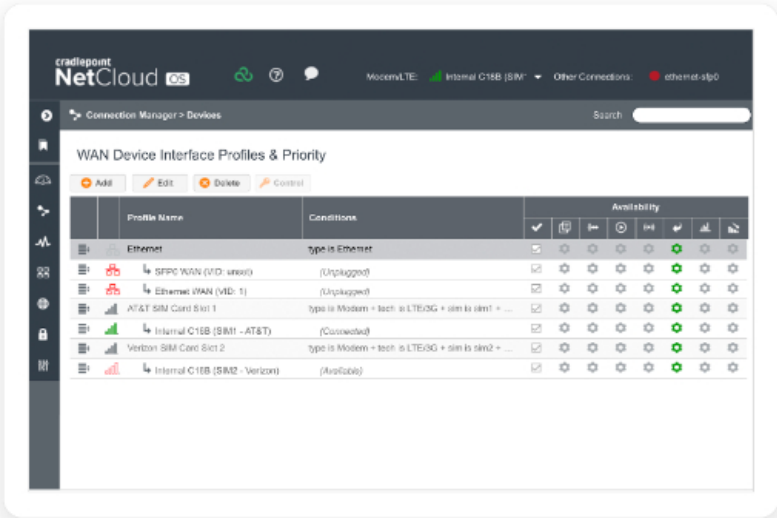 cradlepoint
NetCloud OS
Modem/LTE: Internal C18B (SIM1 Other Connections: ethernet-sfp0
Connection Manager > Devices
Search
WAN Device Interface Profiles & Priority
Add Edit Delete Control
Availability
Profile Name Conditions
Ethernet type is Ethernet
SFP0 WAN (VID: unset) (Unplugged)
Ethernet WAN (VID: 1) (Unplugged)
AT&T SIM Card Slot 1 type is Modem + tech is LTE/3G + sim is sim1 + ...
Internal C18B (SIM1 - AT&T) (Connected)
Verizon SIM Card Slot 2 type is Modem + tech is LTE/3G + sim is sim2 + ...
Internal C18B (SIM2 - Verizon) (Available)